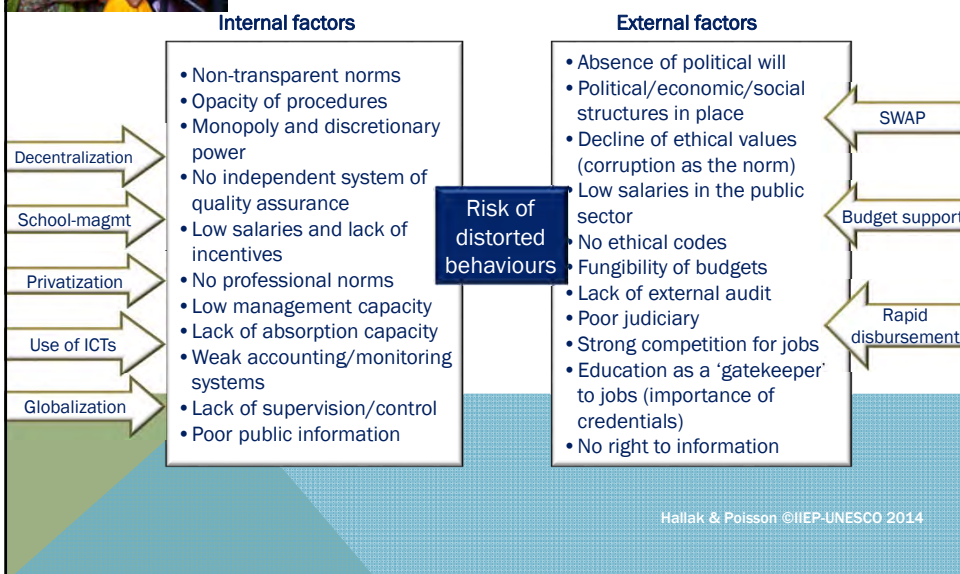 Internal factors
• Non-transparent norms
• Opacity of procedures
• Monopoly and discretionary
power
• No independent system of
quality assurance
• Low salaries and lack of
incentives
• No professional norms
• Low management capacity
• Lack of absorption capacity
• Weak accounting/monitoring
systems
• Lack of supervision/control
• Poor public information
Decentralization
School-magmt
Privatization
Use of ICTs
Globalization
Risk of
distorted
behaviours
External factors
• Absence of political will
• Political/economic/social
structures in place
• Decline of ethical values
(corruption as the norm)
• Low salaries in the public
sector
• No ethical codes
• Fungibility of budgets
• Lack of external audit
• Poor judiciary
• Strong competition for jobs
• Education as a ‘gatekeeper’
to jobs (importance of
credentials)
• No right to information
SWAP
Budget support
Rapid
disbursement
Hallak & Poisson ©IIEP-UNESCO 2014